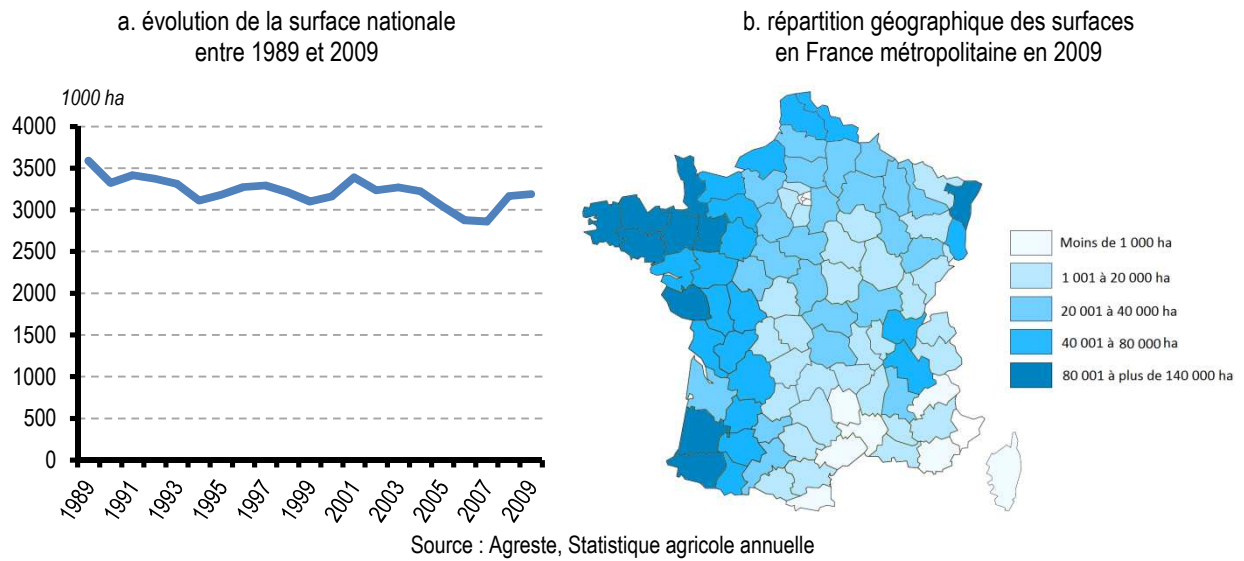 a. évolution de la surface nationale
entre 1989 et 2009
1000 ha
4000
3500
3000
2500
2000
1500
1000
500
0
1989
1991
1993
1995
1997
1999
2001
2003
2005
2007
2009
b. répartition géographique des surfaces
en France métropolitaine en 2009
Moins de 1 000 ha
1 001 à 20 000 ha
20 001 à 40 000 ha
40 001 à 80 000 ha
80 001 à plus de 140 000 ha
Source : Agreste, Statistique agricole annuelle